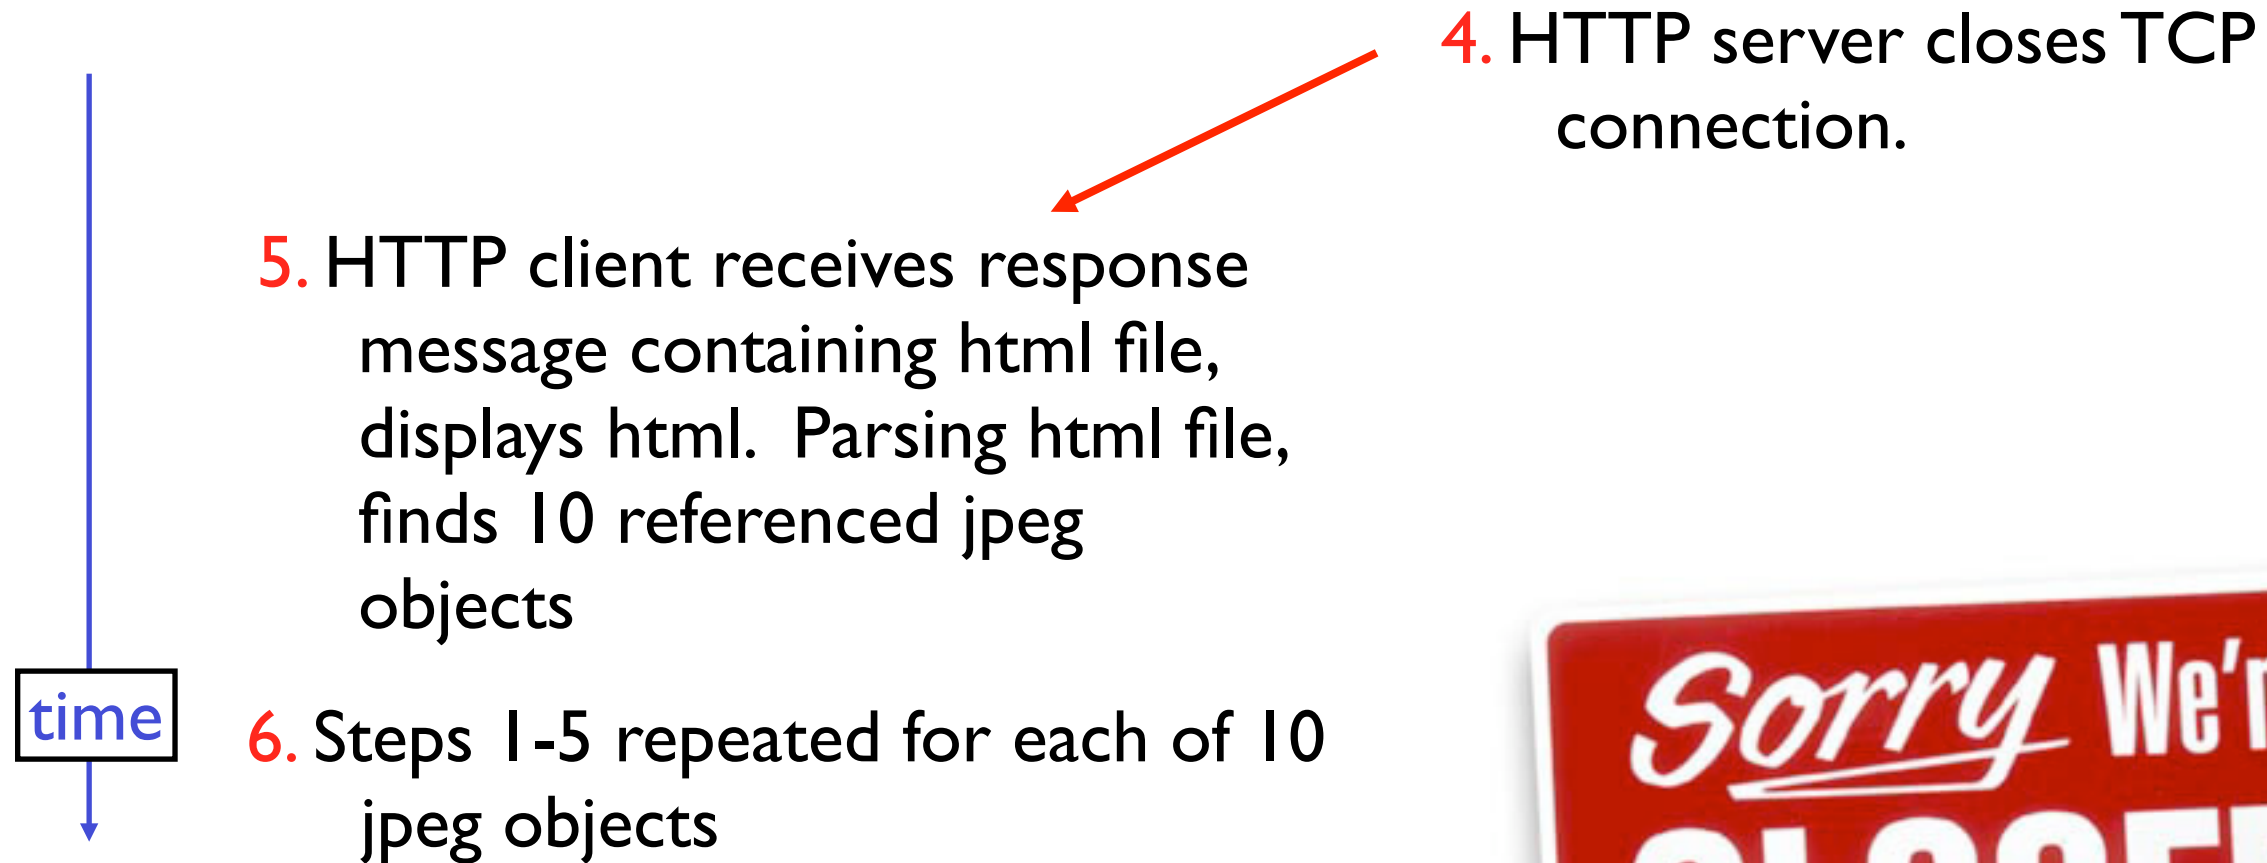 4. HTTP server closes TCP
connection.
5. HTTP client receives response
message containing html file,
displays html. Parsing html file,
finds 10 referenced jpeg
objects
time
6. Steps 1-5 repeated for each of 10
jpeg objects
Sorry We'r